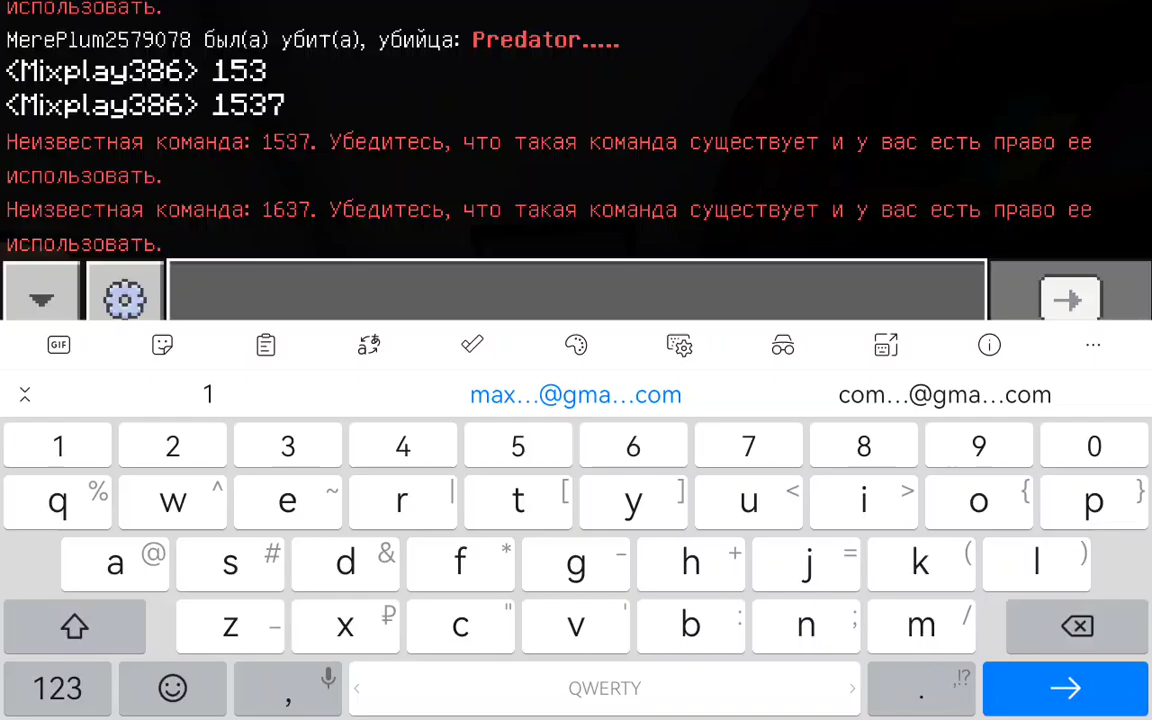 использовать.
MerePlum2579078 был(а) убит(а), убийца: Predator.....
<Mixplay386> 153
<Mixplay386> 1537
Неизвестная команда: 1537. Убедитесь, что такая команда существует и у вас есть право ее
использовать.
Неизвестная команда: 1637. Убедитесь, что такая команда существует и у вас есть право ее
использовать.
GIF
1 max...@gma...com com...@gma...com
1 2 3 4 5 6 7 8 9 0
q % w ^ e ~ r | t [ y ] u < i > o { p }
a @ s # d & f * g - h + j = k ( l )
z _ x ₽ c " v ' b : n ; m /
123 , < QWERTY > . ,!?